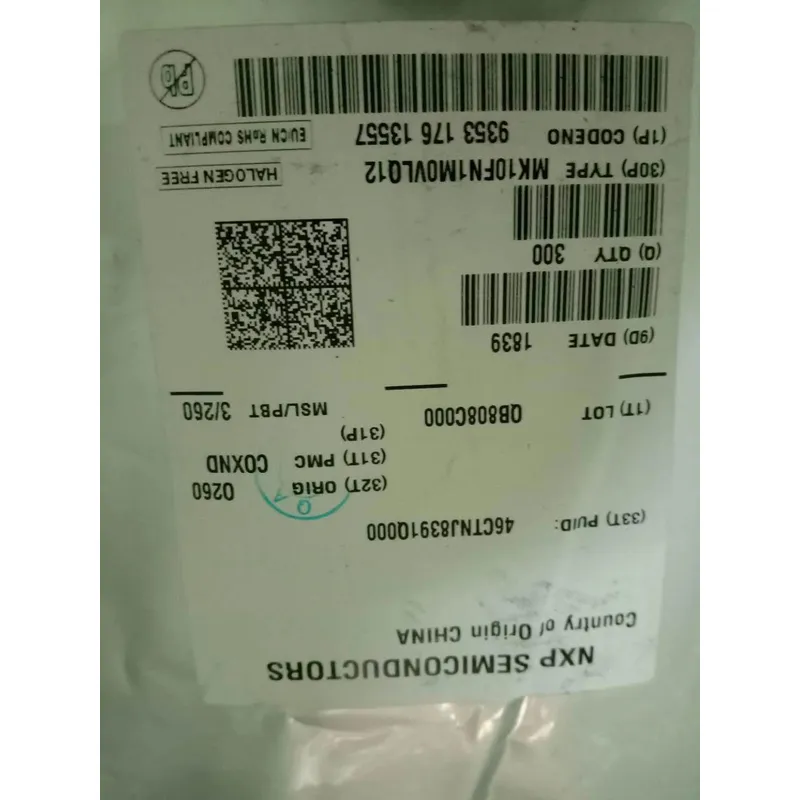 NXP SEMICONDUCTORS
Country of Origin CHINA
(33T) PUID: 46CTNJ8391Q000
(32T) ORIG 0260
(31T) PMC COXND
(31P)
MSL/PBT 3/260
(1T) LOT QB808C000
(9D) DATE 1839
(Q) QTY 300
(30P) TYPE MK10FN1M0VLQ12
HALOGEN FREE
(1P) CODENO 9353 176 13557
EU/CN RoHS COMPLIANT
Pb